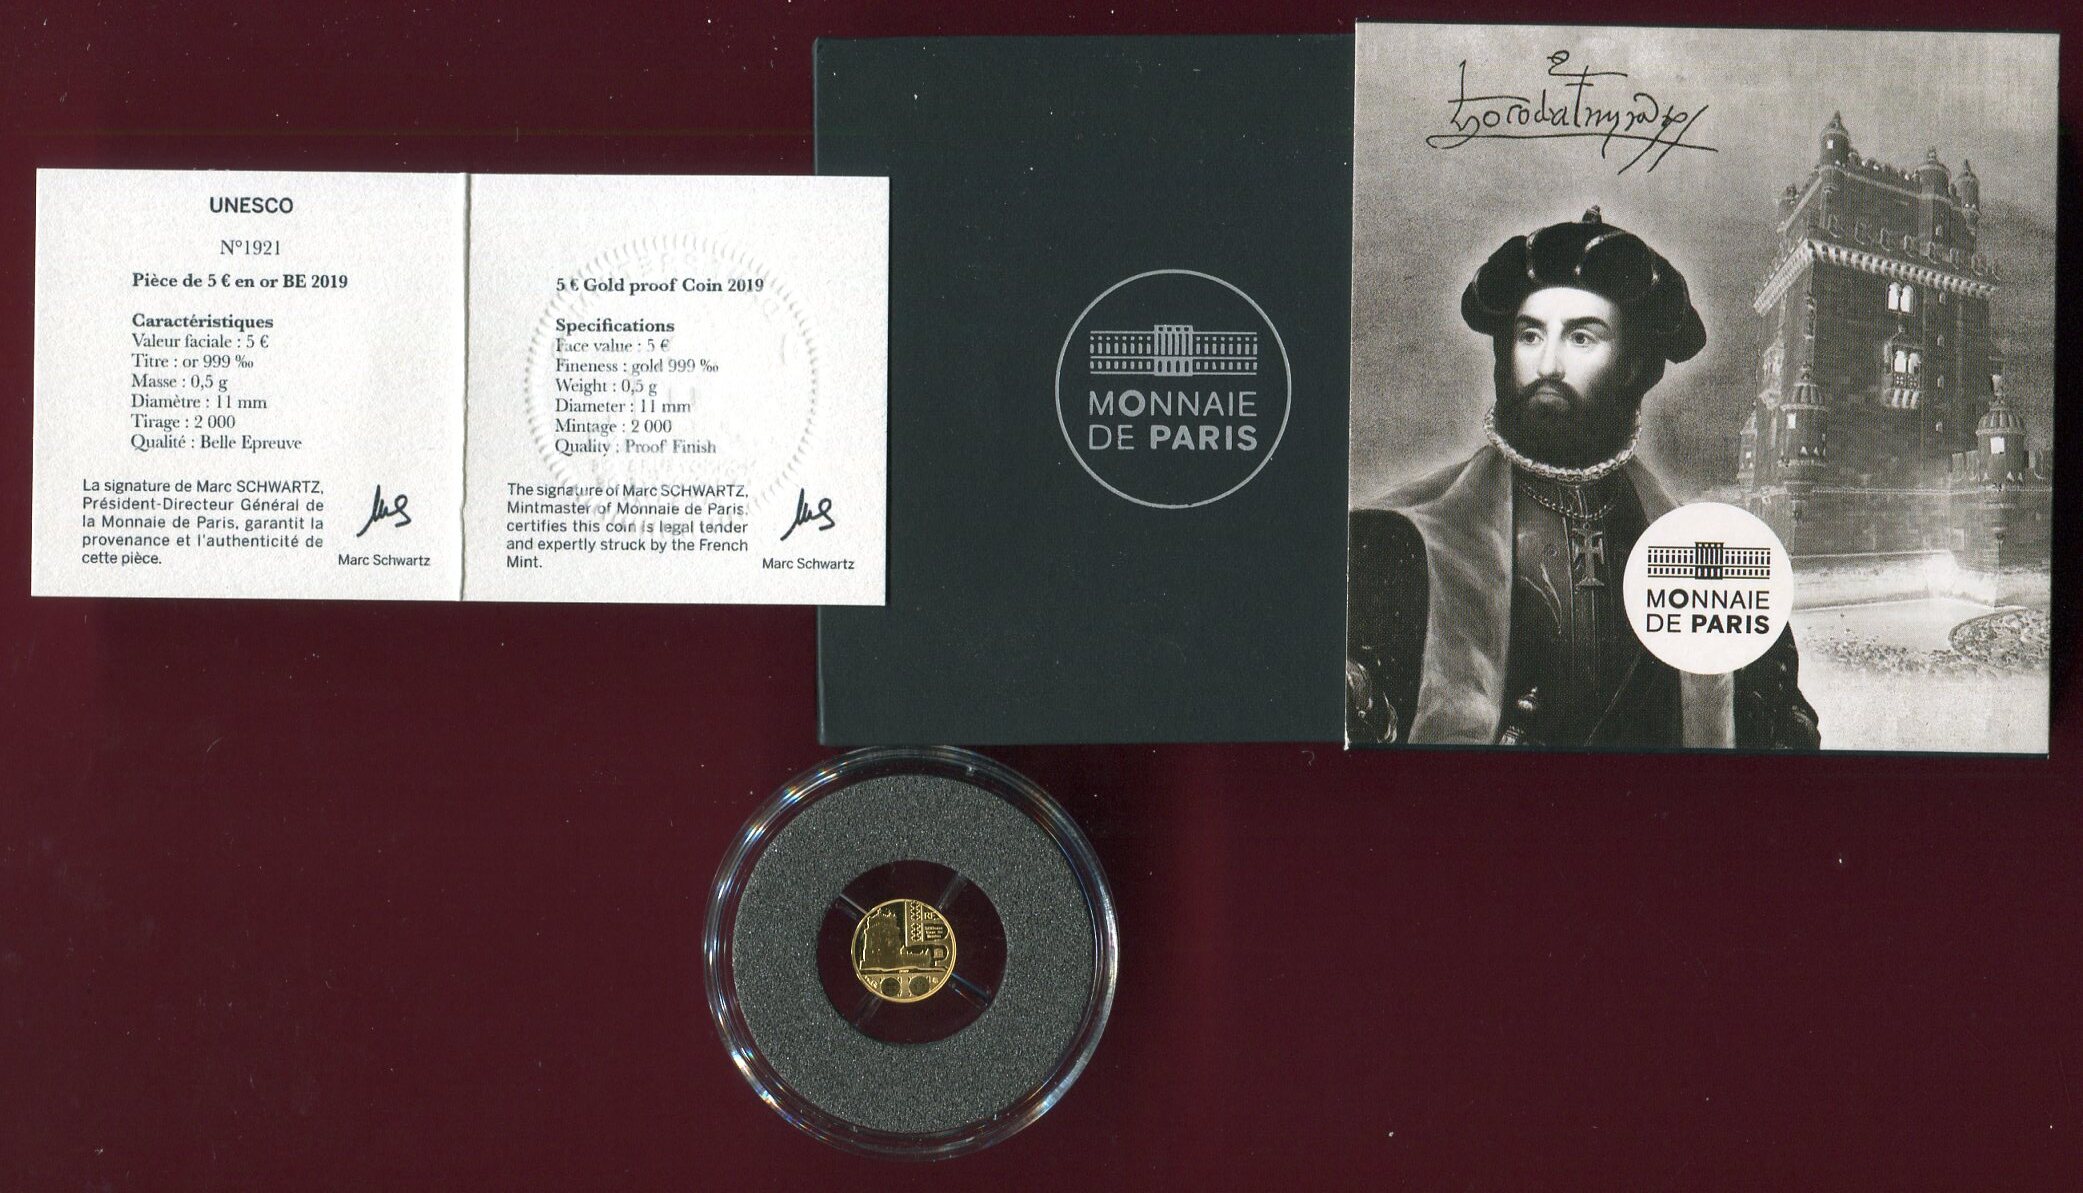 UNESCO
N°1921
Pièce de 5 € en or BE 2019
Caractéristiques
Valeur faciale : 5 €
Titre : or 999 ‰
Masse : 0,5 g
Diamètre : 11 mm
Tirage : 2 000
Qualité : Belle Epreuve
La signature de Marc SCHWARTZ,
Président-Directeur Général de
la Monnaie de Paris, garantit la
provenance et l'authenticité de
cette pièce.
Marc Schwartz
5 € Gold proof Coin 2019
Specifications
Face value : 5 €
Fineness : gold 999 ‰
Weight : 0,5 g
Diameter : 11 mm
Mintage : 2 000
Quality : Proof Finish
The signature of Marc SCHWARTZ,
Mintmaster of Monnaie de Paris,
certifies this coin is legal tender
and expertly struck by the French
Mint.
Marc Schwartz
MONNAIE
DE PARIS
MONNAIE
DE PARIS
RF